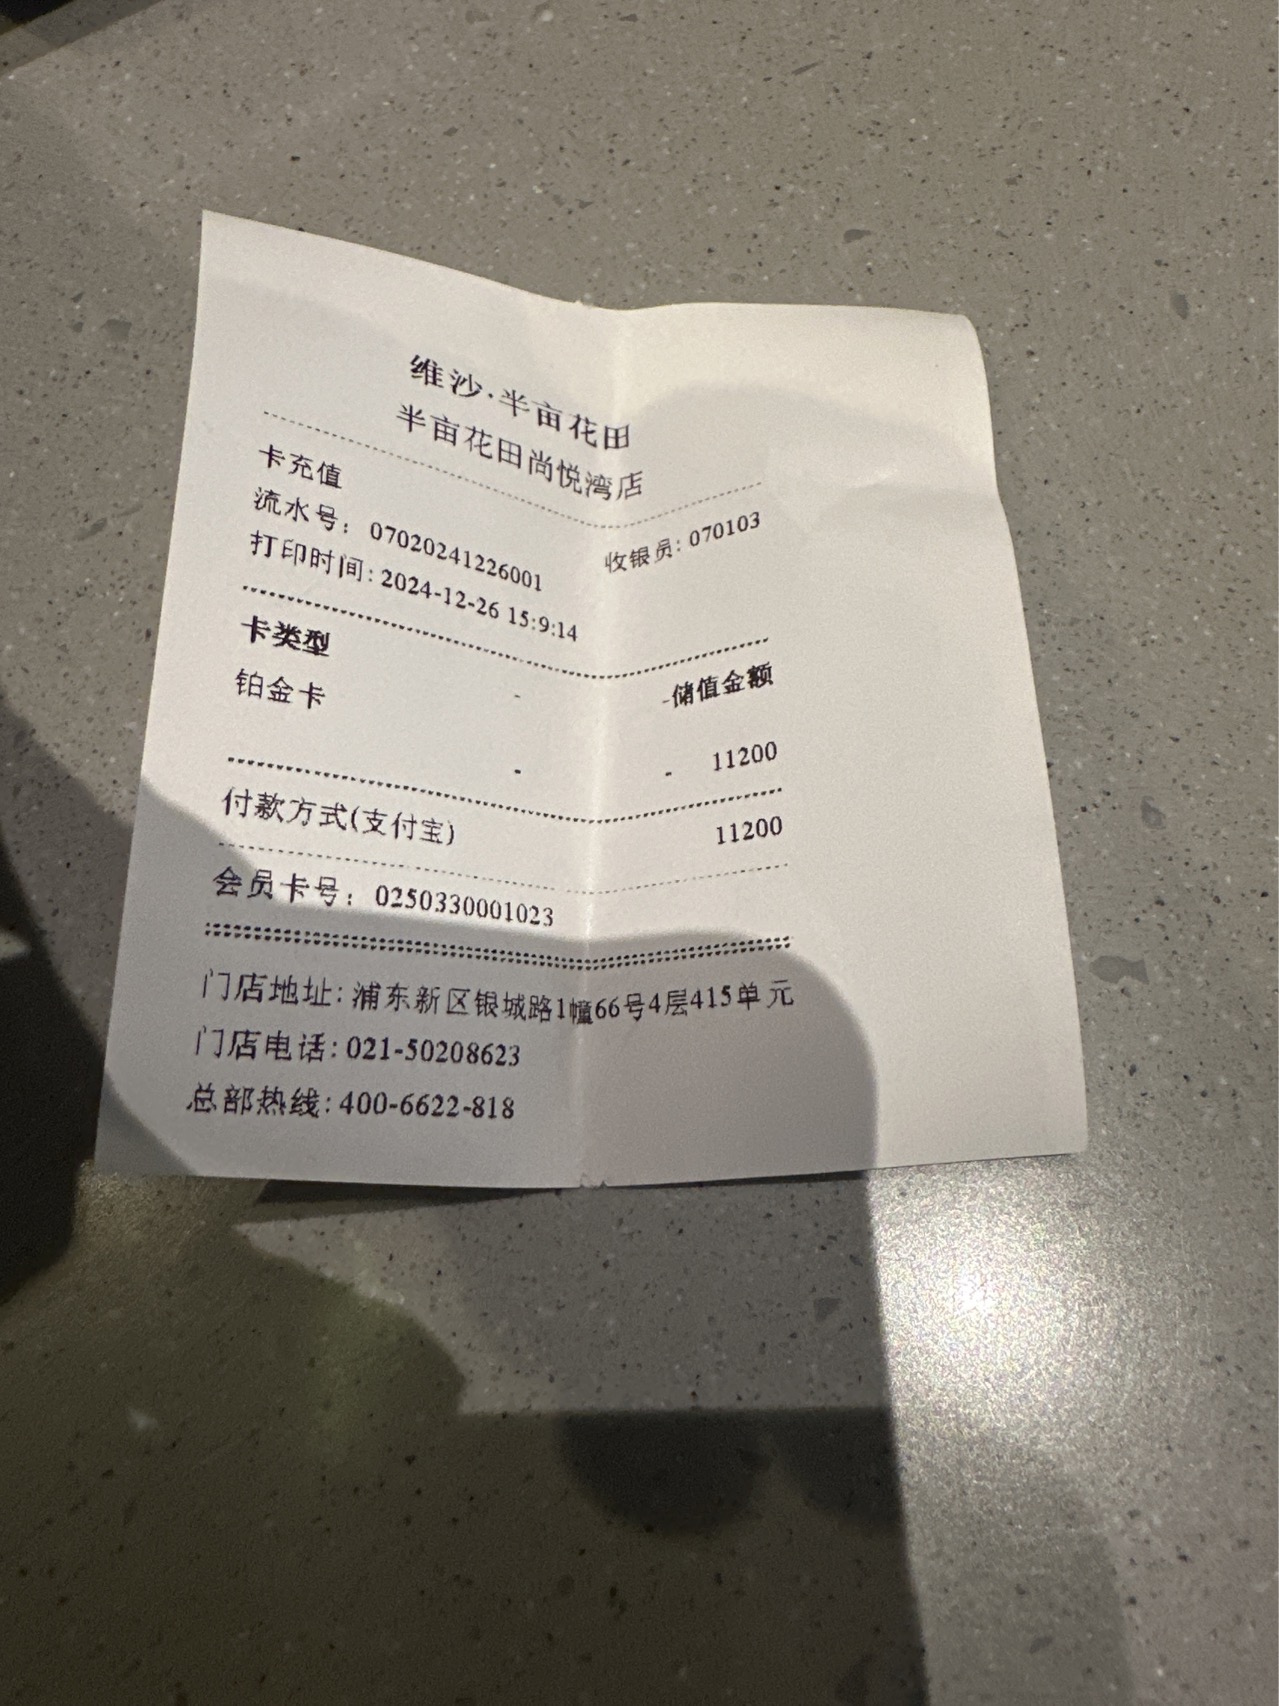 维沙·半亩花田
半亩花田尚悦湾店
卡充值
流水号：07020241226001 收银员：070103
打印时间：2024-12-26 15:9:14
卡类型 - -储值金额
铂金卡 - - 11200
付款方式(支付宝) 11200
会员卡号：0250330001023
门店地址：浦东新区银城路1幢66号4层415单元
门店电话：021-50208623
总部热线：400-6622-818